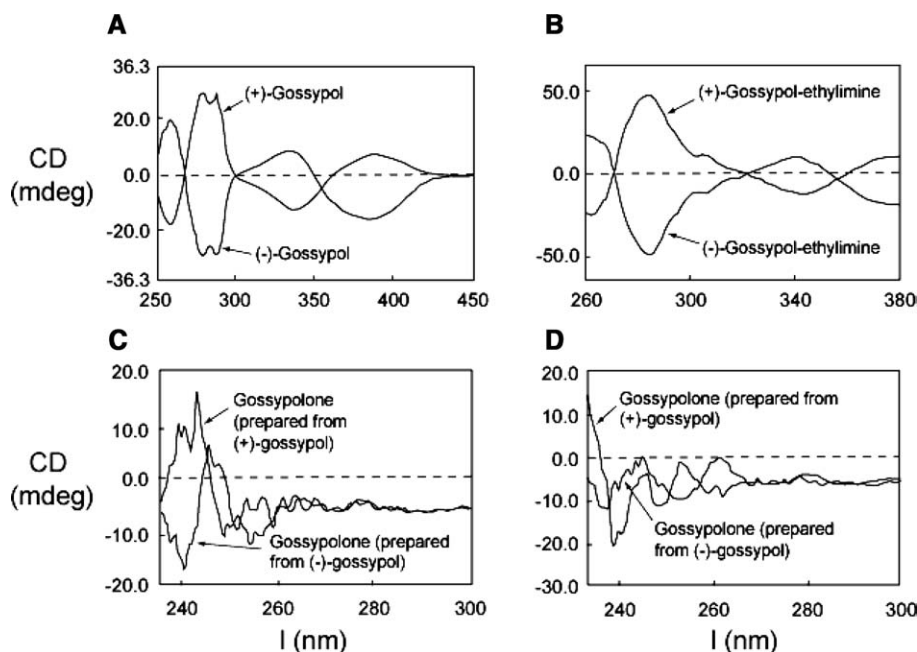 A
36.3
20.0
0.0
-20.0
-36.3
CD
(mdeg)
(+)-Gossypol
(-)-Gossypol
250 300 350 400 450
B
50.0
0.0
-50.0
(+)-Gossypol-ethylimine
(-)-Gossypol-ethylimine
260 300 340 380
C
20.0
10.0
0.0
-10.0
-20.0
CD
(mdeg)
Gossypolone
(prepared from
(+)-gossypol)
Gossypolone (prepared
from (-)-gossypol)
240 260 280 300
l (nm)
D
20.0
10.0
0.0
-10.0
-20.0
-30.0
Gossypolone (prepared from
(+)-gossypol)
Gossypolone (prepared
from (-)-gossypol)
240 260 280 300
l (nm)